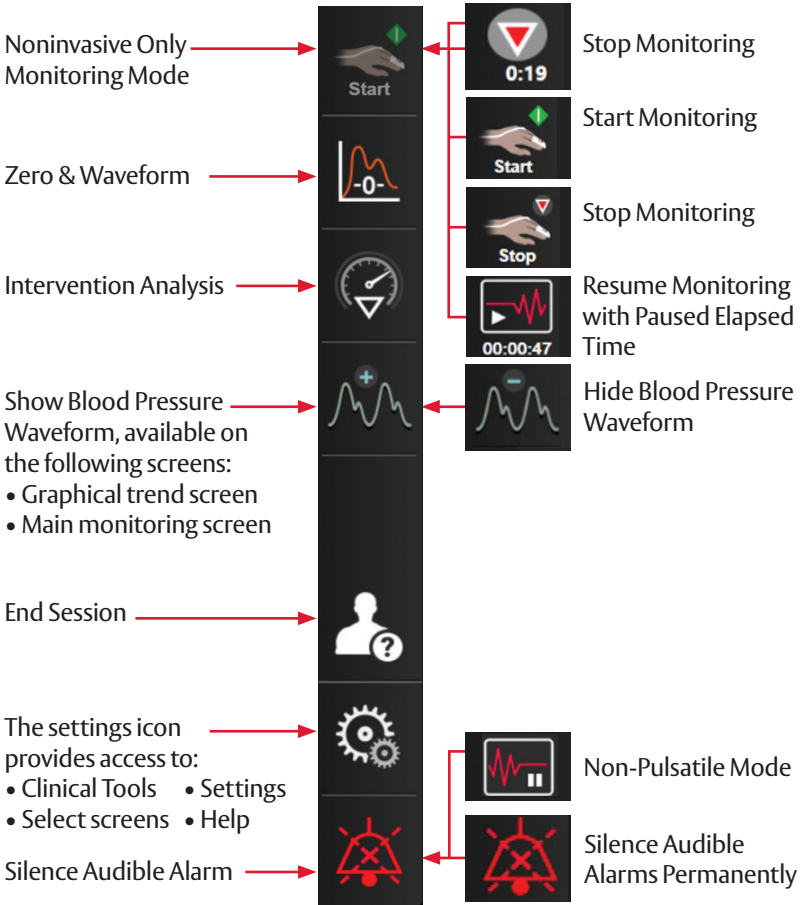 Noninvasive Only
Monitoring Mode
Start
Zero & Waveform
-0-
Intervention Analysis
Show Blood Pressure
Waveform, available on
the following screens:
• Graphical trend screen
• Main monitoring screen
End Session
?
The settings icon
provides access to:
• Clinical Tools • Settings
• Select screens • Help
Silence Audible Alarm
0:19
Stop Monitoring
Start
Start Monitoring
Stop
Stop Monitoring
00:00:47
Resume Monitoring
with Paused Elapsed
Time
Hide Blood Pressure
Waveform
Non-Pulsatile Mode
Silence Audible
Alarms Permanently